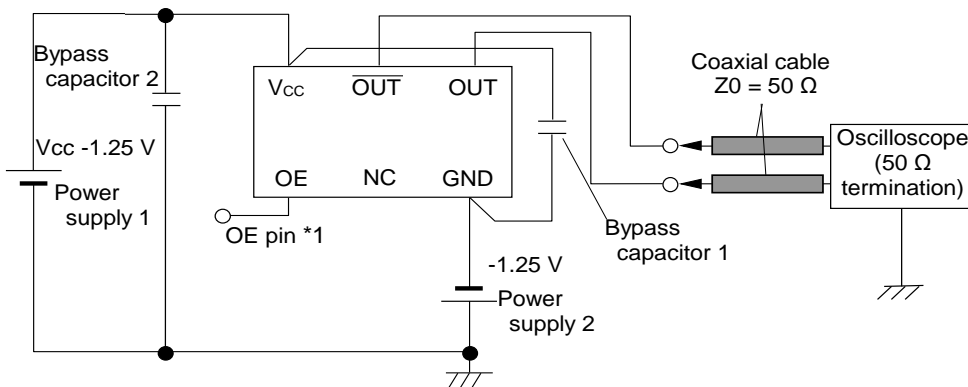 Bypass
capacitor 2
Vcc -1.25 V
Power
supply 1
VCC
OUT
OUT
OE
NC
GND
OE pin *1
-1.25 V
Power
supply 2
Bypass
capacitor 1
Coaxial cable
Z0 = 50 Ω
Oscilloscope
(50 Ω
termination)